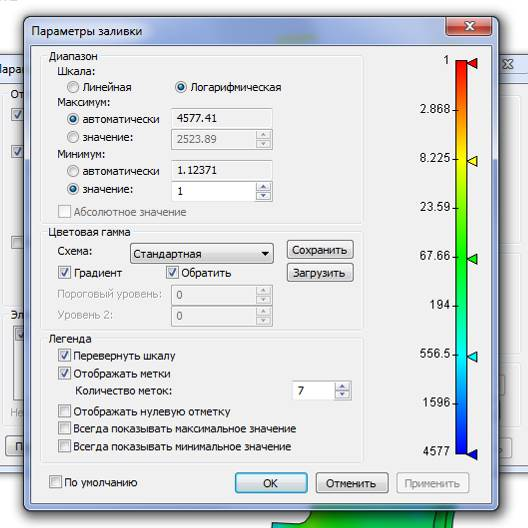 Параметры заливки
Диапазон
Шкала:
Линейная
Логарифмическая
Максимум:
автоматически
4577.41
значение:
2523.89
Минимум:
автоматически
1.12371
значение:
1
Абсолютное значение
Цветовая гамма
Схема:
Стандартная
Сохранить
Градиент
Обратить
Загрузить
Пороговый уровень:
0
Уровень 2:
0
Легенда
Перевернуть шкалу
Отображать метки
Количество меток:
7
Отображать нулевую отметку
Всегда показывать максимальное значение
Всегда показывать минимальное значение
По умолчанию
OK
Отменить
Применить
1
2.868
8.225
23.59
67.66
194
556.5
1596
4577